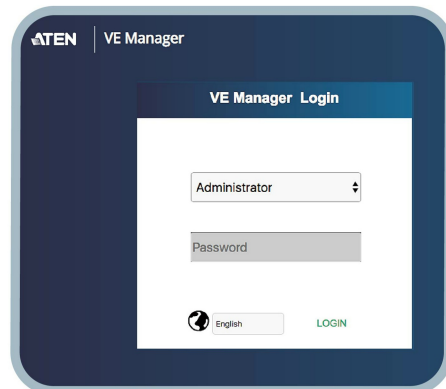 ATEN VE Manager
VE Manager Login
Administrator
Password
English LOGIN